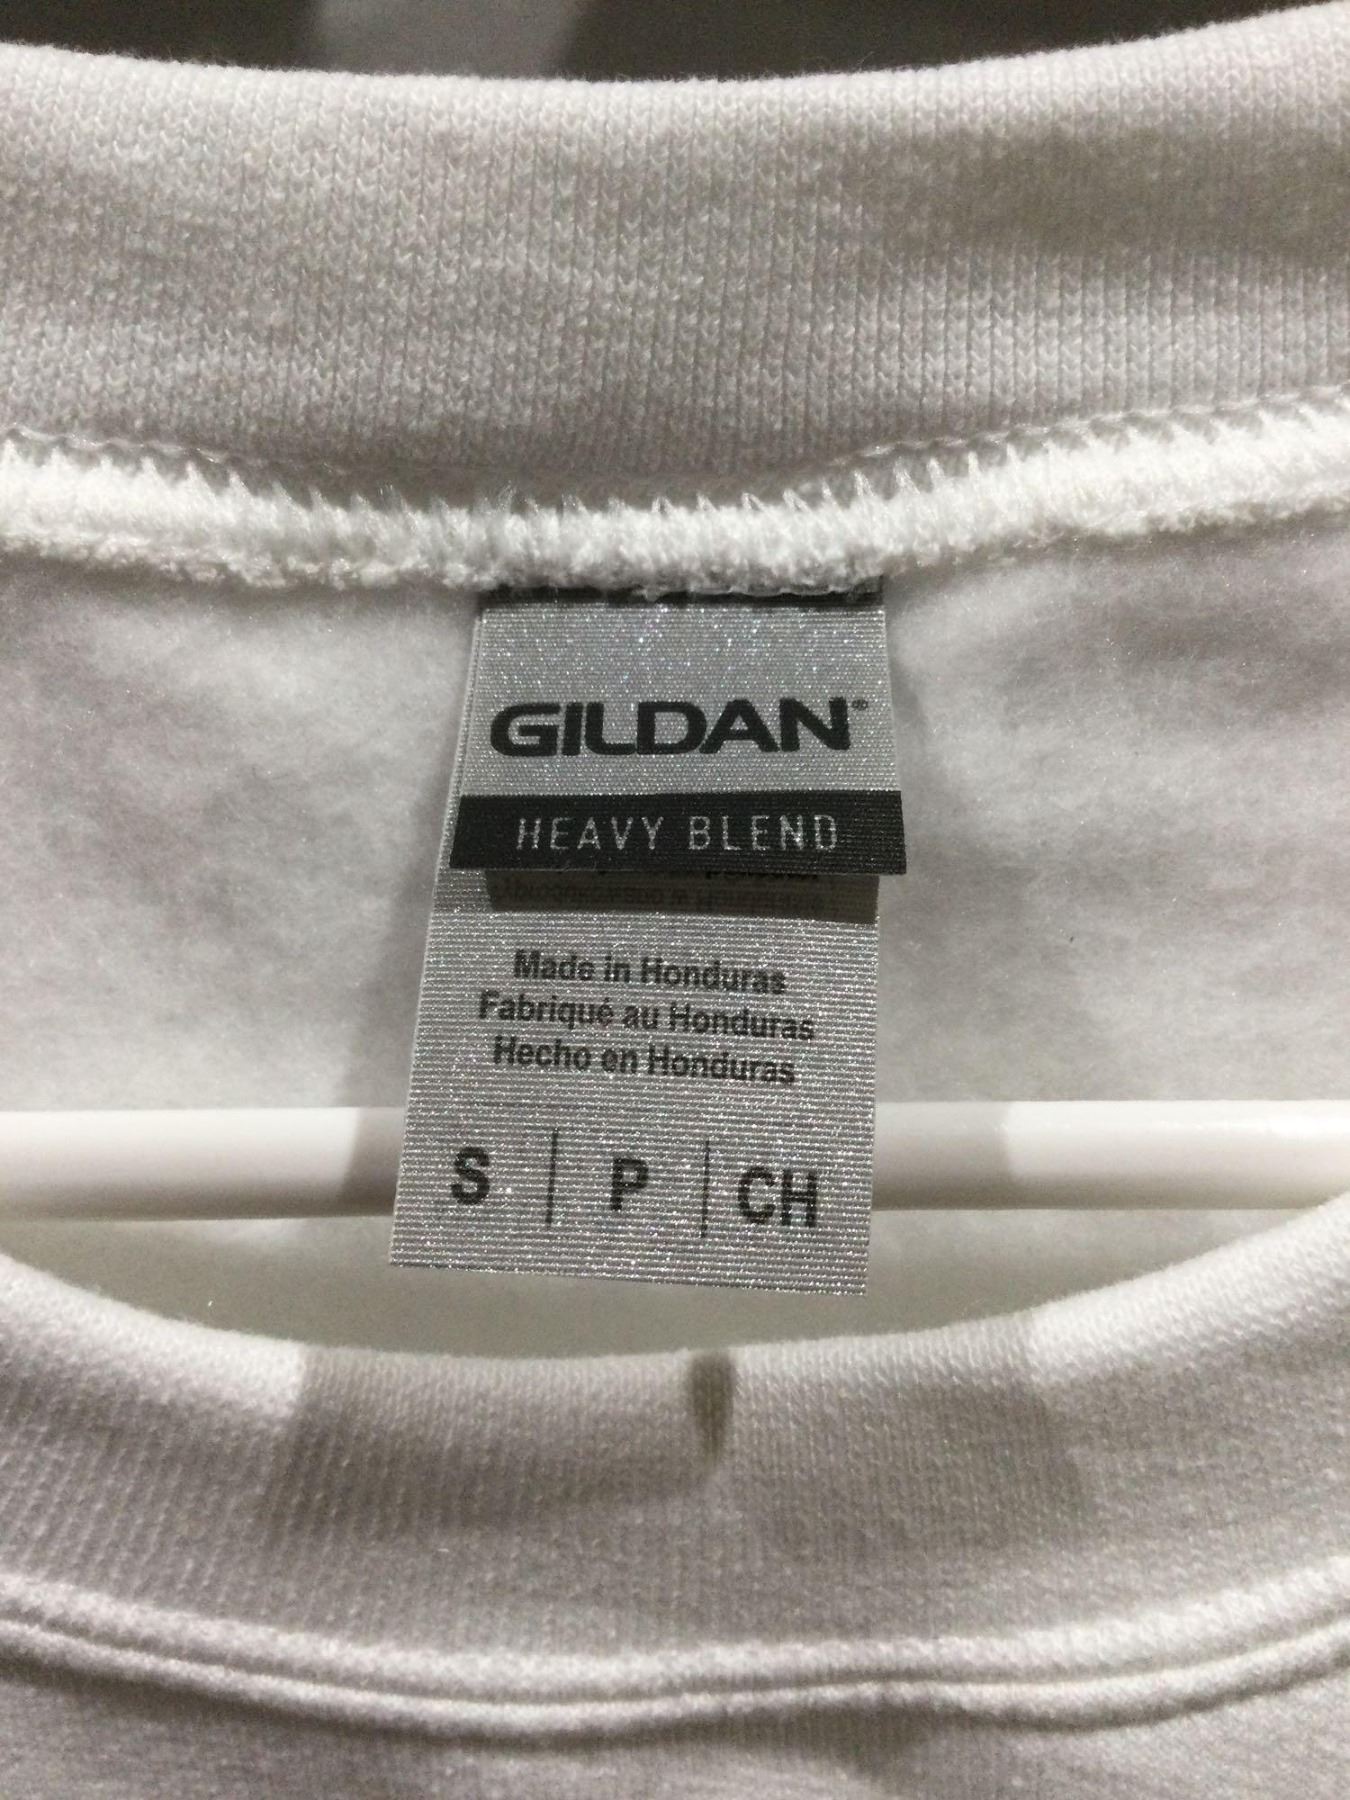 GILDAN®
HEAVY BLEND
Made in Honduras
Fabriqué au Honduras
Hecho en Honduras
S | P | CH